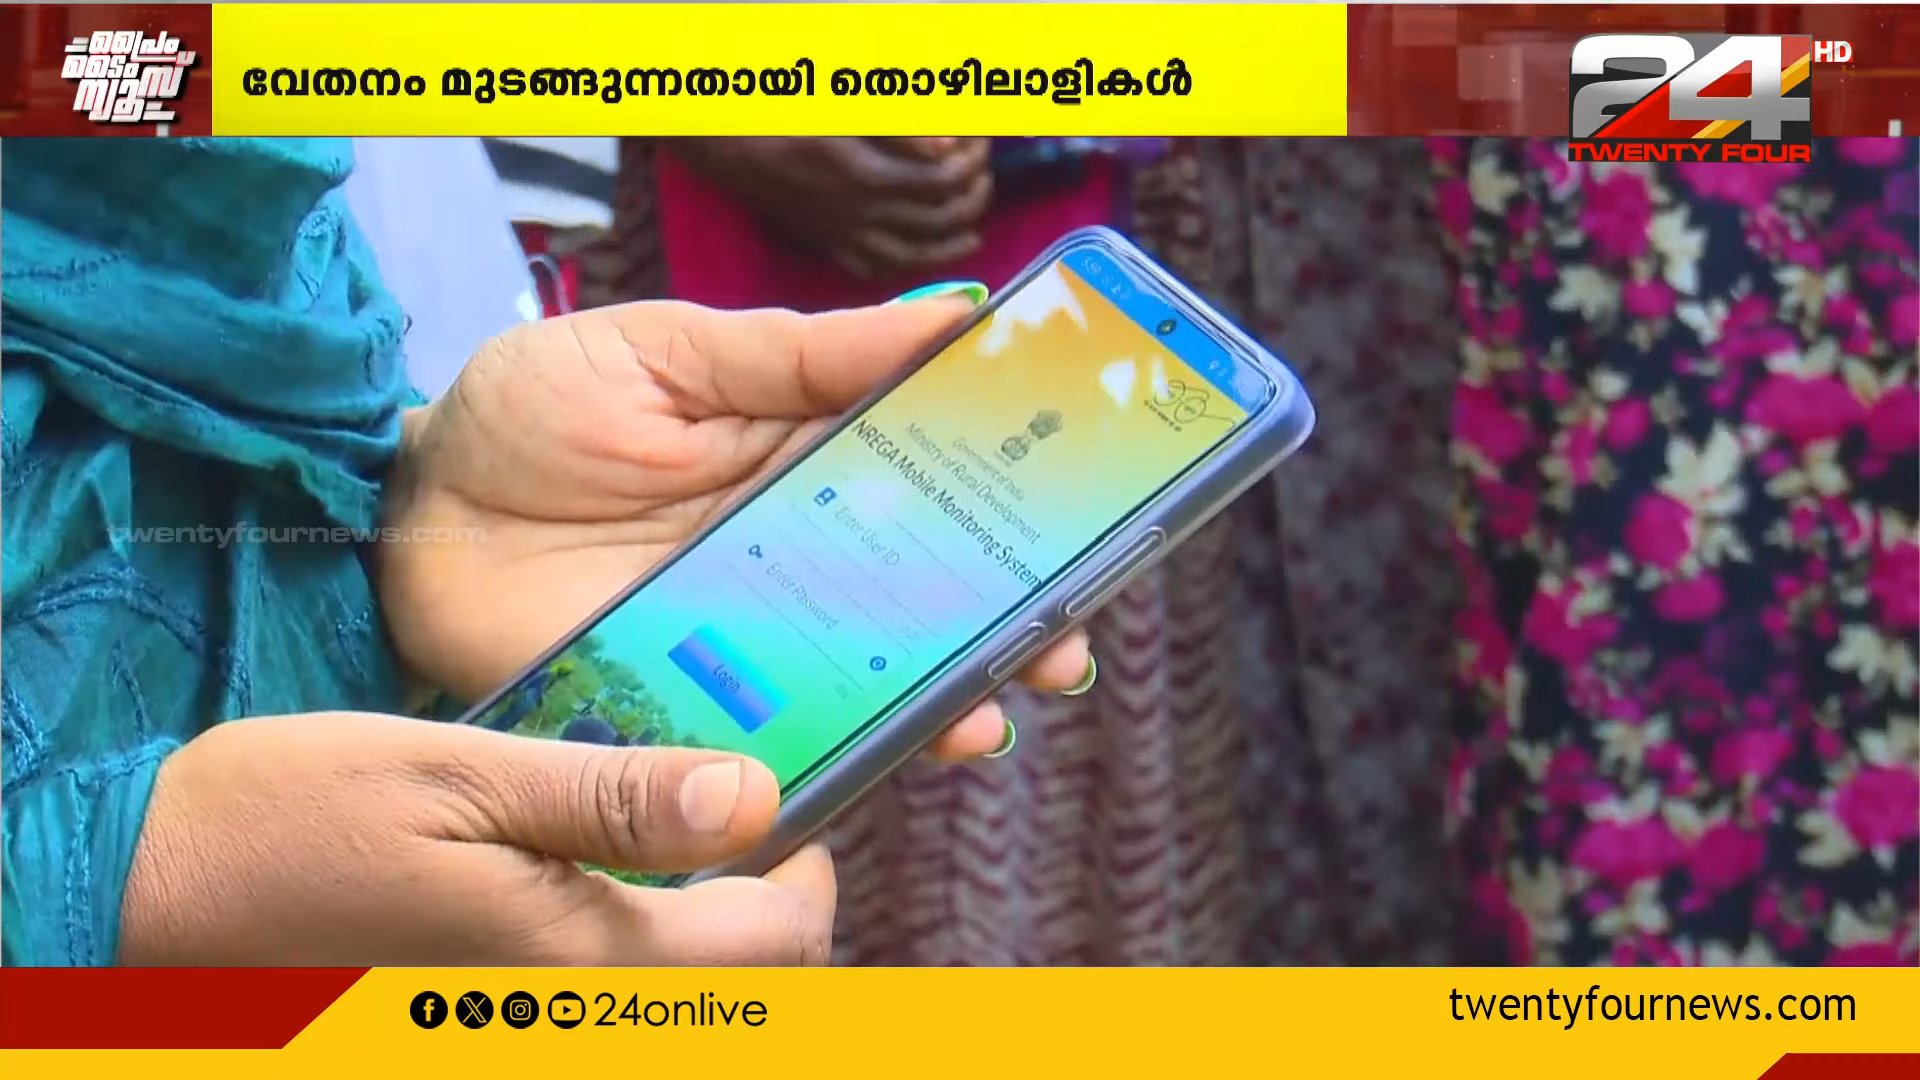 പ്രൈം
ടൈം
ന്യൂസ്
വേതനം മുടങ്ങുന്നതായി തൊഴിലാളികൾ
24
HD
TWENTY FOUR
Government of India
Ministry of Rural Development
NREGA Mobile Monitoring System
Enter User ID
Enter Password
Login
twentyfournews.com
24onlive
twentyfournews.com